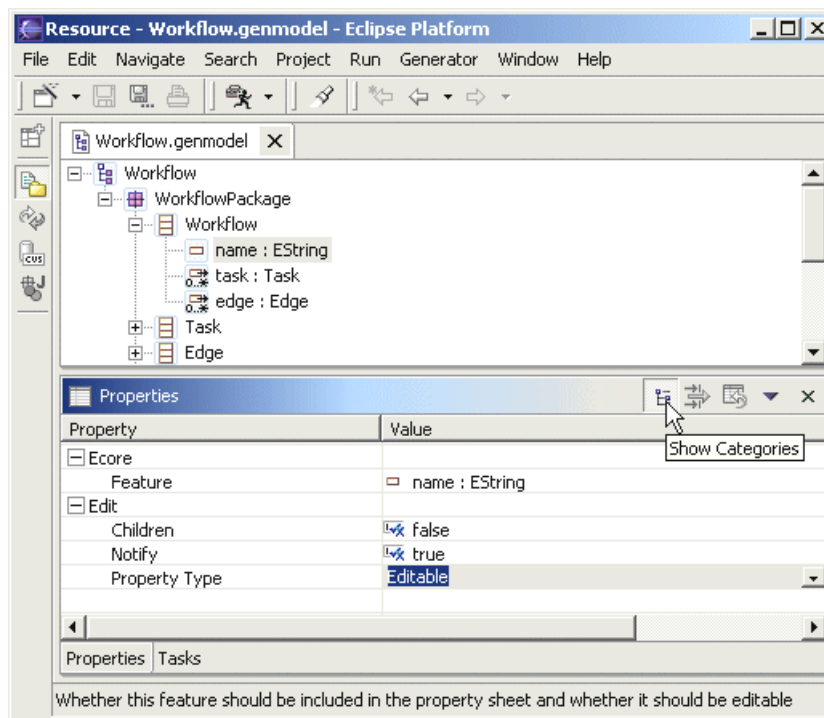 Resource - Workflow.genmodel - Eclipse Platform
File Edit Navigate Search Project Run Generator Window Help
Workflow.genmodel
Workflow
WorkflowPackage
Workflow
name : EString
0..* task : Task
0..* edge : Edge
Task
Edge
CVS
J
Properties
Show Categories
Property Value
Ecore
Feature name : EString
Edit
Children false
Notify true
Property Type Editable
Properties Tasks
Whether this feature should be included in the property sheet and whether it should be editable